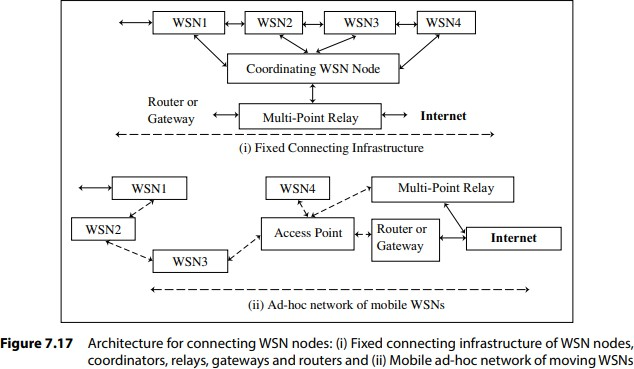 WSN1 WSN2 WSN3 WSN4
Coordinating WSN Node
Router or
Gateway
Multi-Point Relay
Internet
(i) Fixed Connecting Infrastructure
WSN1
WSN4
Multi-Point Relay
WSN2
Access Point
Router or
Gateway
Internet
WSN3
(ii) Ad-hoc network of mobile WSNs
Figure 7.17 Architecture for connecting WSN nodes: (i) Fixed connecting infrastructure of WSN nodes,
coordinators, relays, gateways and routers and (ii) Mobile ad-hoc network of moving WSNs